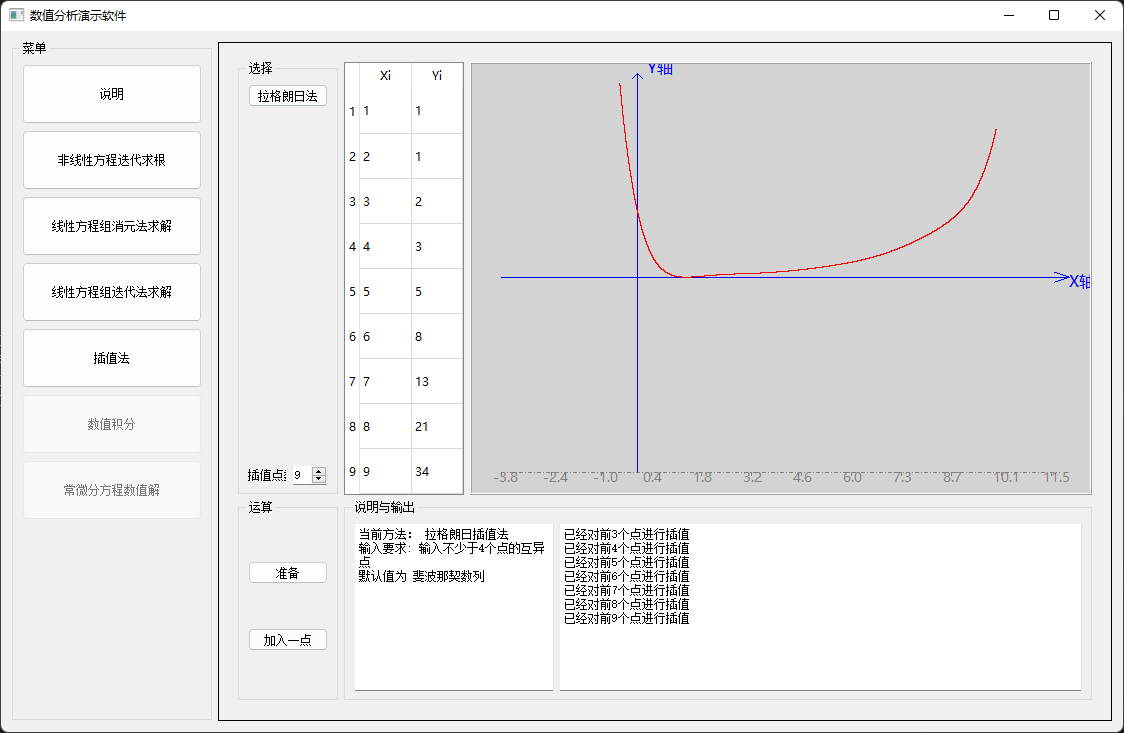 数值分析演示软件
菜单
说明
非线性方程迭代求根
线性方程组消元法求解
线性方程组迭代法求解
插值法
数值积分
常微分方程数值解
选择
拉格朗日法
插值点
9
Xi Yi
1 1 1
2 2 1
3 3 2
4 4 3
5 5 5
6 6 8
7 7 13
8 8 21
9 9 34
Y轴
X轴
-3.8 -2.4 -1.0 0.4 1.8 3.2 4.6 6.0 7.3 8.7 10.1 11.5
运算
准备
加入一点
说明与输出
当前方法： 拉格朗日插值法
输入要求：输入不少于4个点的互异
点
默认值为 斐波那契数列
已经对前3个点进行插值
已经对前4个点进行插值
已经对前5个点进行插值
已经对前6个点进行插值
已经对前7个点进行插值
已经对前8个点进行插值
已经对前9个点进行插值